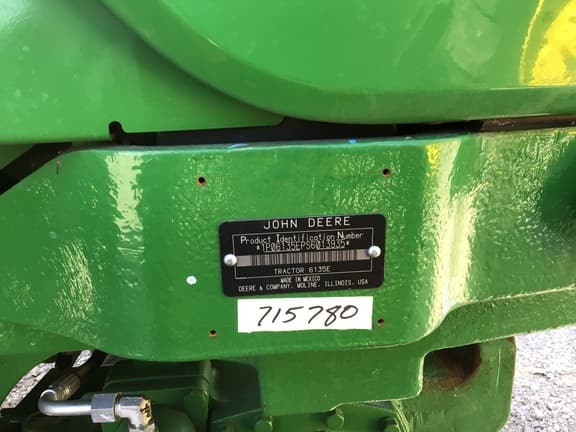 JOHN DEERE
Product Identification Number
*1P06135EPS6013935*
TRACTOR 6135E
MADE IN MEXICO
DEERE & COMPANY, MOLINE, ILLINOIS, USA
715780